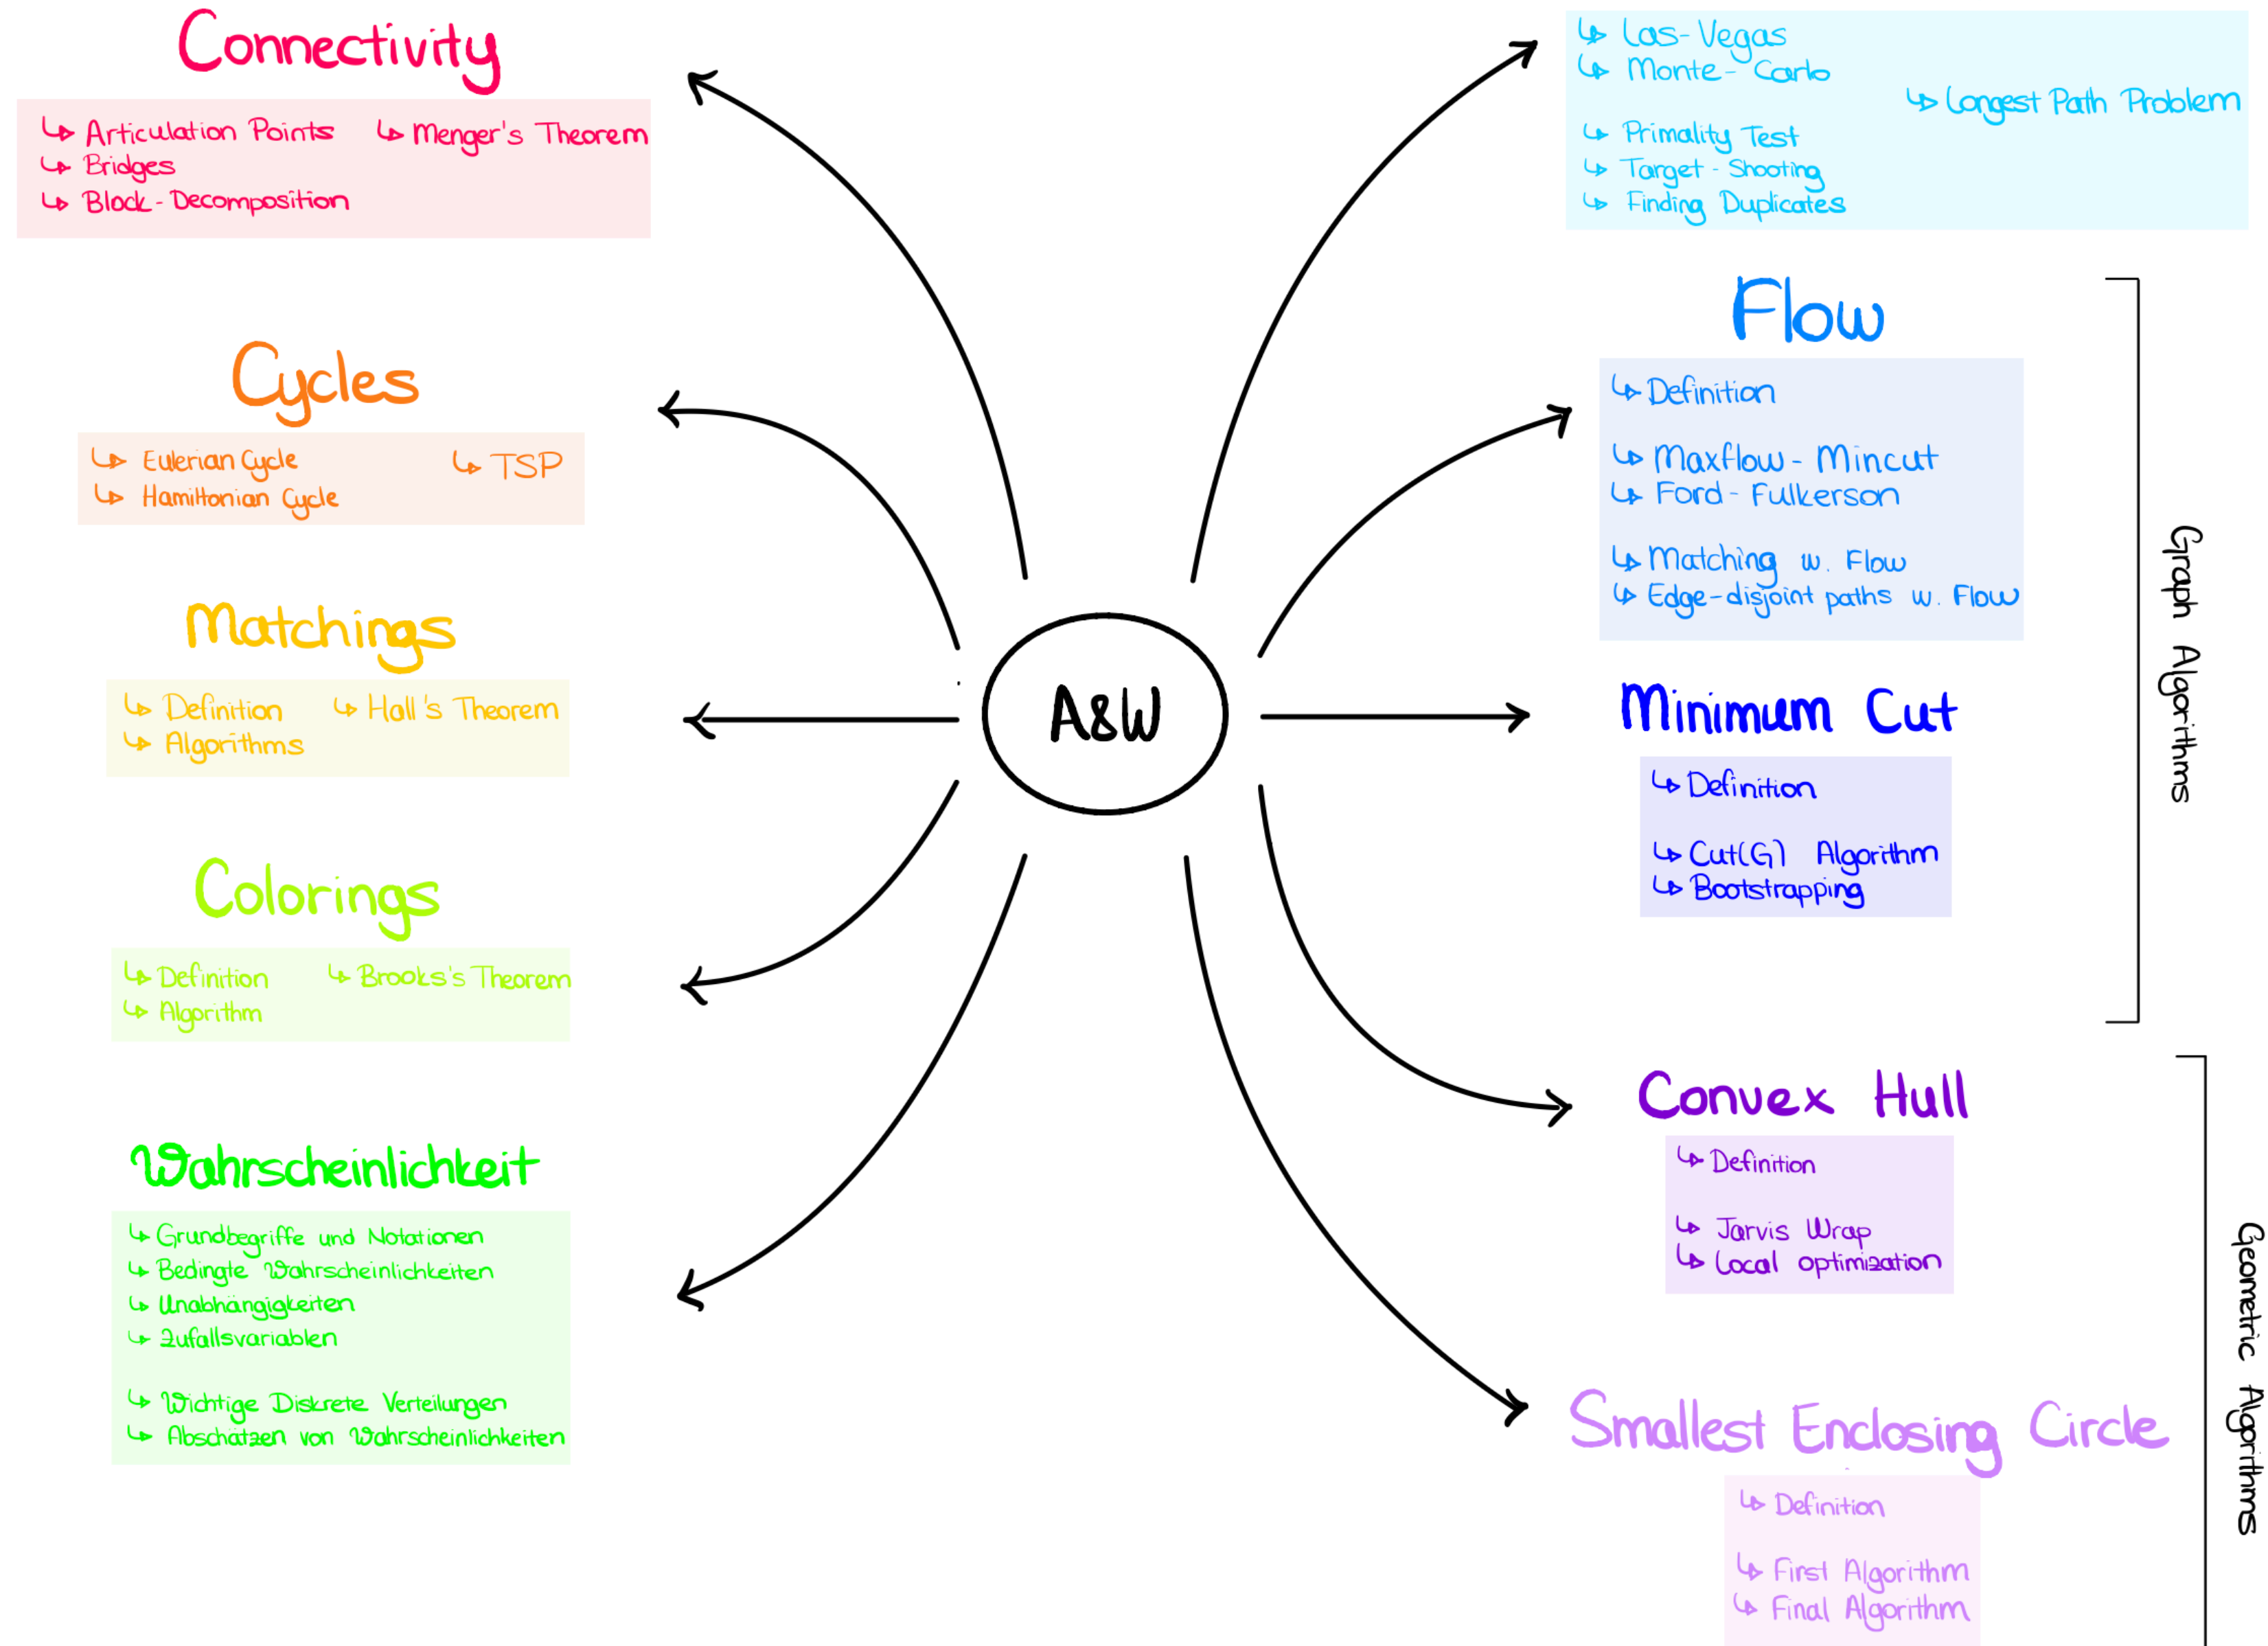 Connectivity
↳ Articulation Points ↳ Menger's Theorem
↳ Bridges
↳ Block-Decomposition
Cycles
↳ Eulerian Cycle ↳ TSP
↳ Hamiltonian Cycle
Matchings
↳ Definition ↳ Hall's Theorem
↳ Algorithms
Colorings
↳ Definition ↳ Brooks's Theorem
↳ Algorithm
Wahrscheinlichkeit
↳ Grundbegriffe und Notationen
↳ Bedingte Wahrscheinlichkeiten
↳ Unabhängigkeiten
↳ Zufallsvariablen
↳ Wichtige Diskrete Verteilungen
↳ Abschätzen von Wahrscheinlichkeiten
A&W
↳ Las-Vegas
↳ Monte-Carlo
↳ Longest Path Problem
↳ Primality Test
↳ Target-Shooting
↳ Finding Duplicates
Flow
↳ Definition
↳ Maxflow-Mincut
↳ Ford-Fulkerson
↳ Matching w. Flow
↳ Edge-disjoint paths w. Flow
Minimum Cut
↳ Definition
↳ Cut(G) Algorithm
↳ Bootstrapping
Graph Algorithms
Convex Hull
↳ Definition
↳ Jarvis Wrap
↳ Local optimization
Smallest Enclosing Circle
↳ Definition
↳ First Algorithm
↳ Final Algorithm
Geometric Algorithms